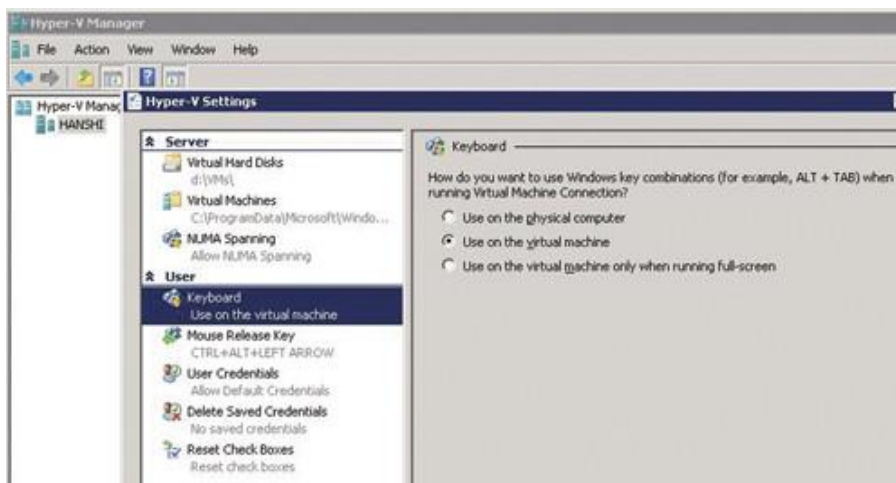 Hyper-V Manager
File Action View Window Help
Hyper-V Manag
HANSHI
Hyper-V Settings
Server
Virtual Hard Disks
d:\VMs\
Virtual Machines
C:\ProgramData\Microsoft\Windo...
NUMA Spanning
Allow NUMA Spanning
User
Keyboard
Use on the virtual machine
Mouse Release Key
CTRL+ALT+LEFT ARROW
User Credentials
Allow Default Credentials
Delete Saved Credentials
No saved credentials
Reset Check Boxes
Reset check boxes
Keyboard
How do you want to use Windows key combinations (for example, ALT + TAB) when
running Virtual Machine Connection?
Use on the physical computer
Use on the virtual machine
Use on the virtual machine only when running full-screen